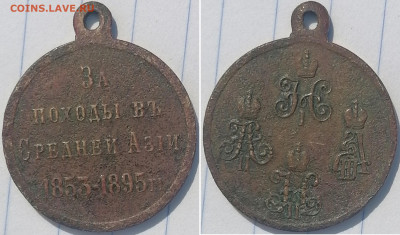 COINS.LAVE.RU
ЗА
ПОХОДЫ ВЪ
СРЕДНЕЙ АЗІИ
1853-1895гг.